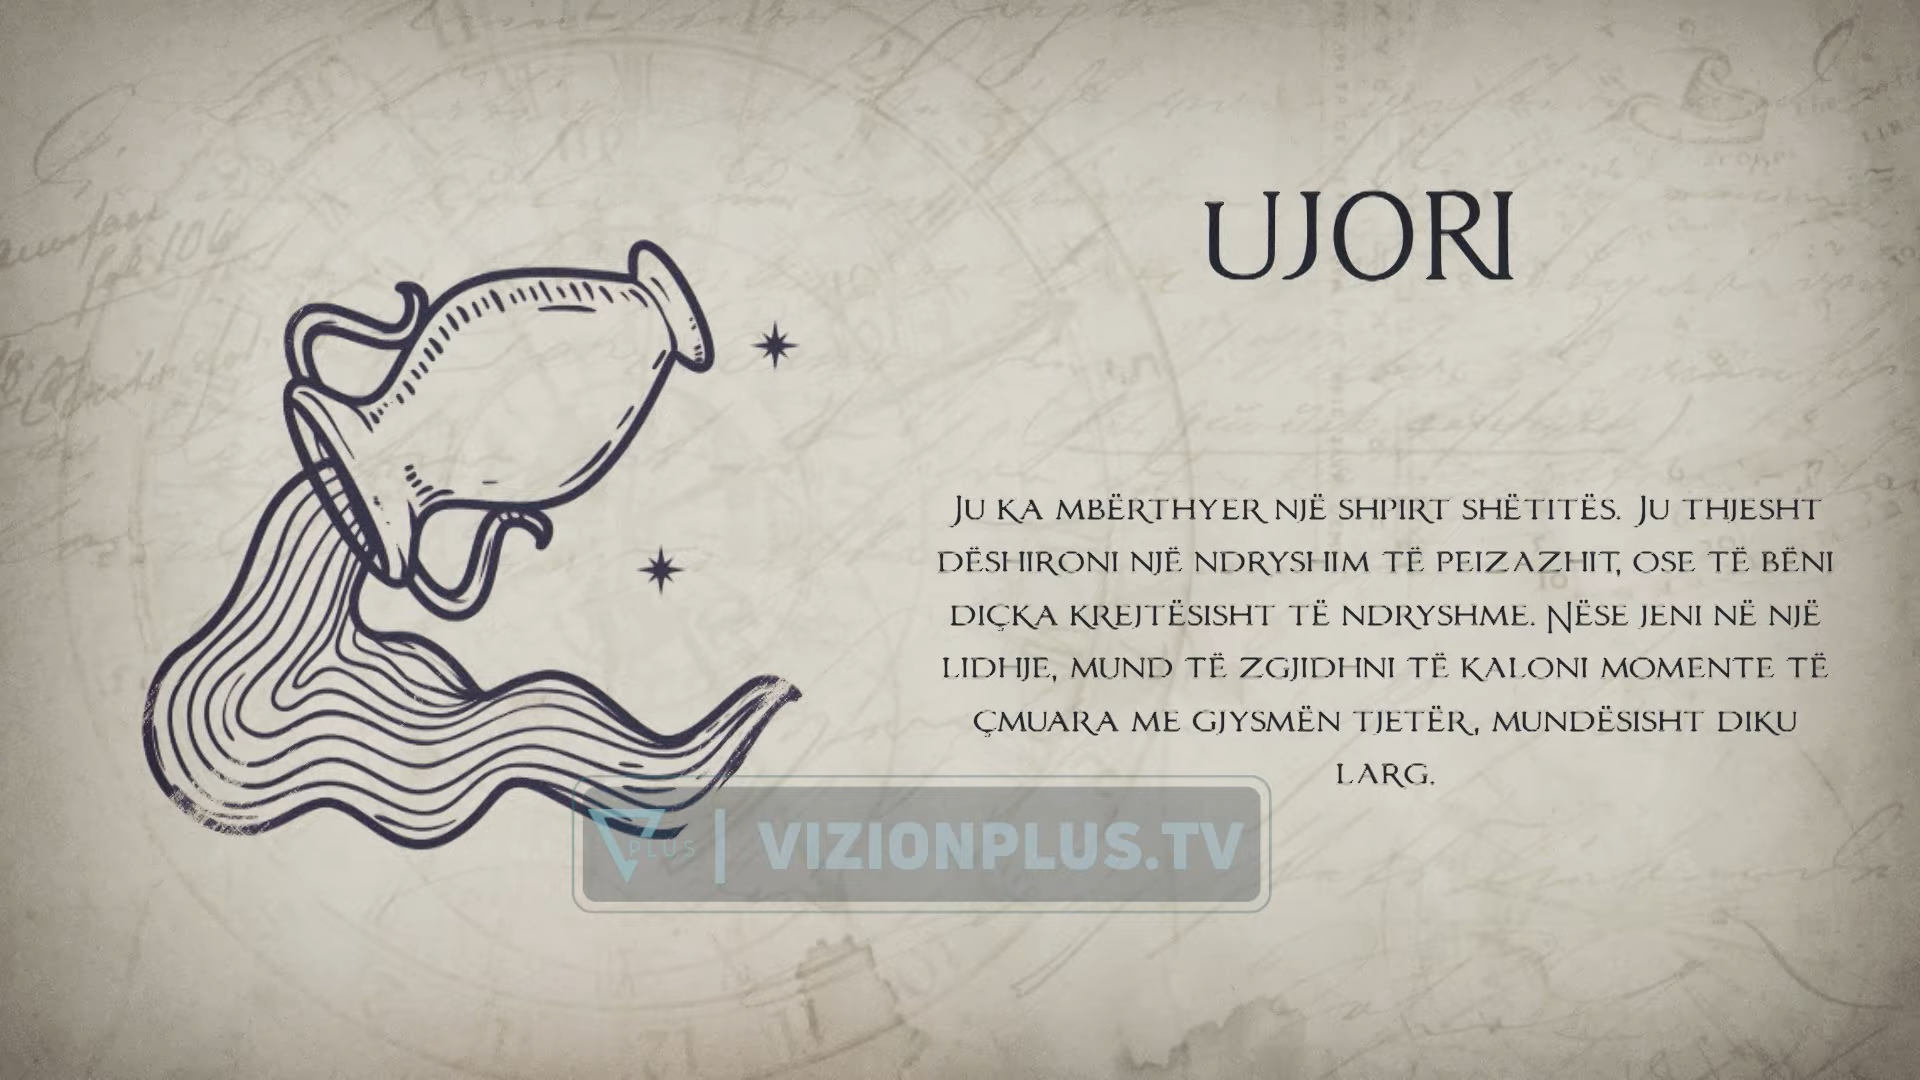 UJORI
Ju ka mbërthyer një shpirt shëtitës. Ju thjesht
dëshironi një ndryshim të peizazhit, ose të bëni
diçka krejtësisht të ndryshme. Nëse jeni në një
lidhje, mund të zgjidhni të kaloni momente të
çmuara me gjysmën tjetër, mundësisht diku
larg.
PLUS | VIZIONPLUS.TV